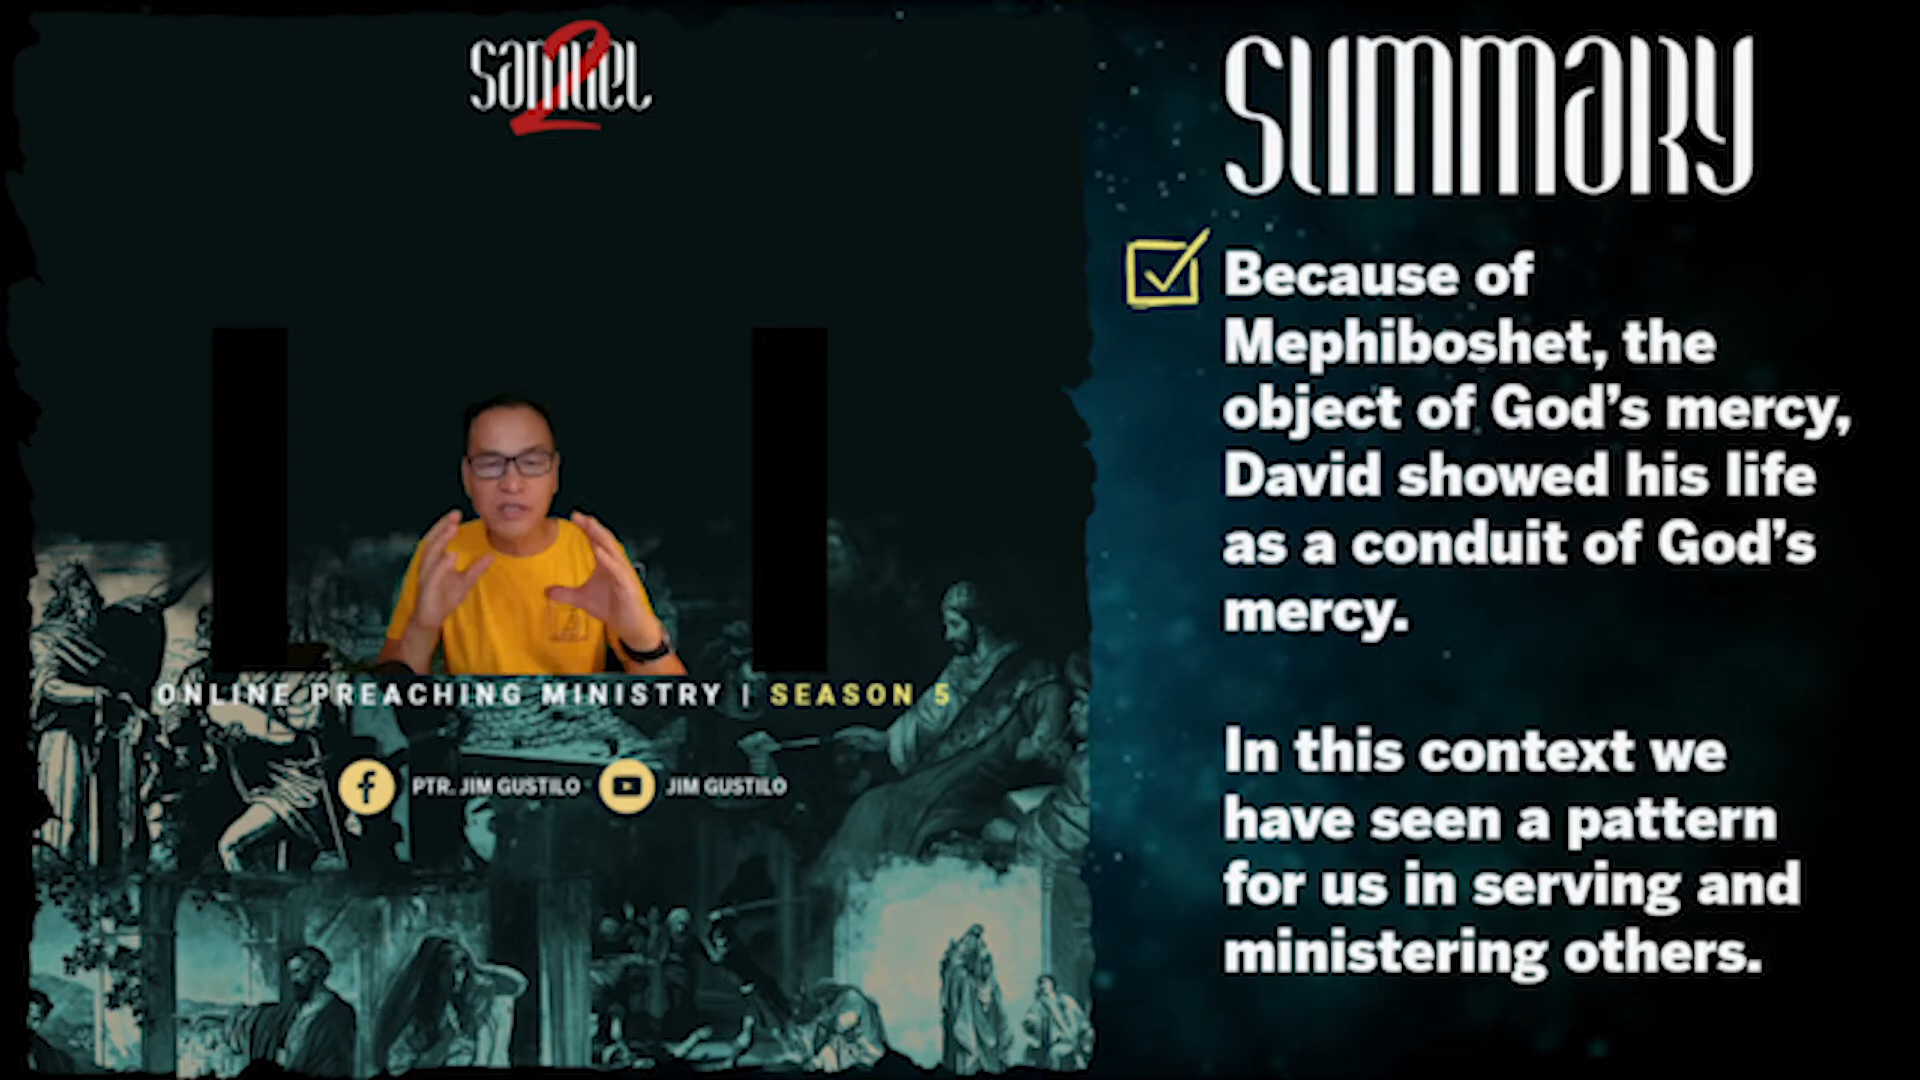 Samuel
2
ONLINE PREACHING MINISTRY | SEASON 5
PTR. JIM GUSTILO
JIM GUSTILO
SUMMARY
Because of
Mephiboshet, the
object of God's mercy,
David showed his life
as a conduit of God's
mercy.
In this context we
have seen a pattern
for us in serving and
ministering others.